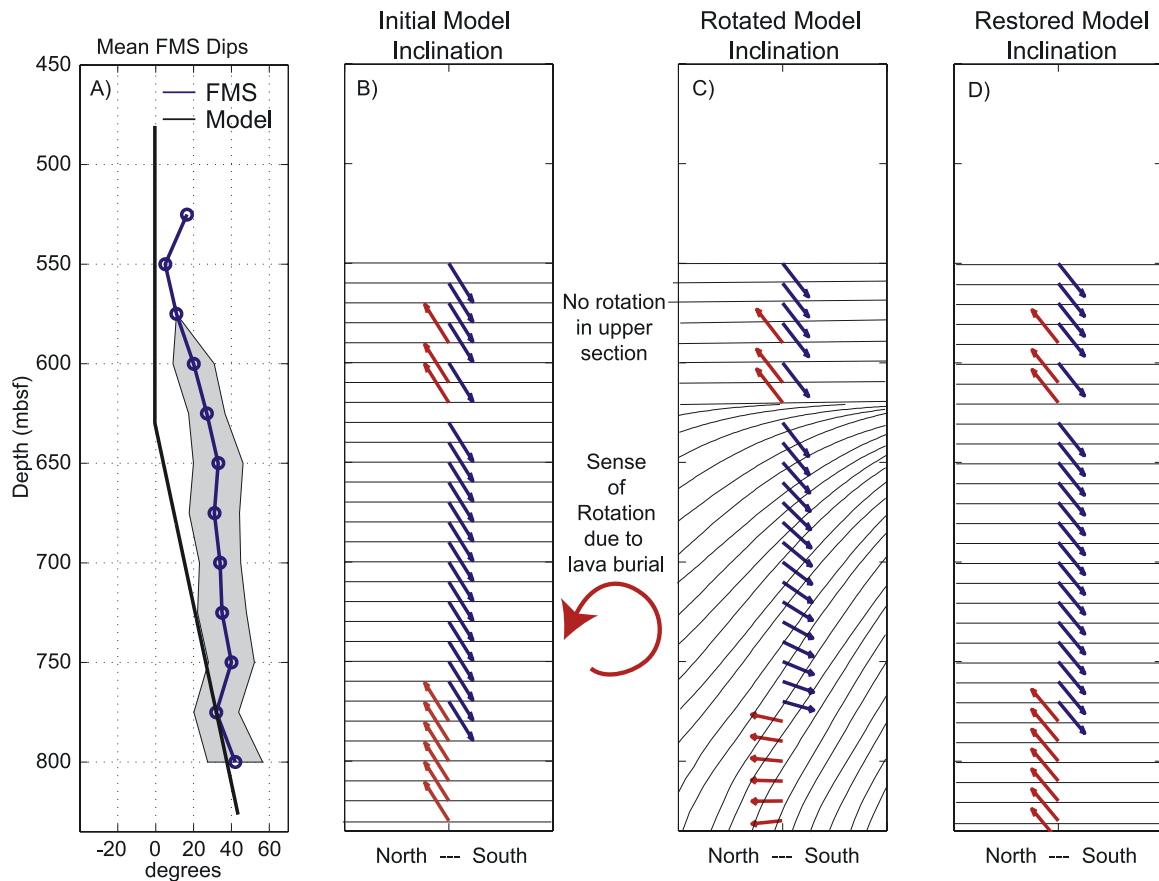 Mean FMS Dips
Initial Model
Inclination
Rotated Model
Inclination
Restored Model
Inclination
A)
FMS
Model
B)
C)
D)
Depth (mbsf)
450
500
550
600
650
700
750
800
-20 0 20 40 60
degrees
No rotation
in upper
section
Sense
of
Rotation
due to
lava burial
North --- South
North --- South
North --- South